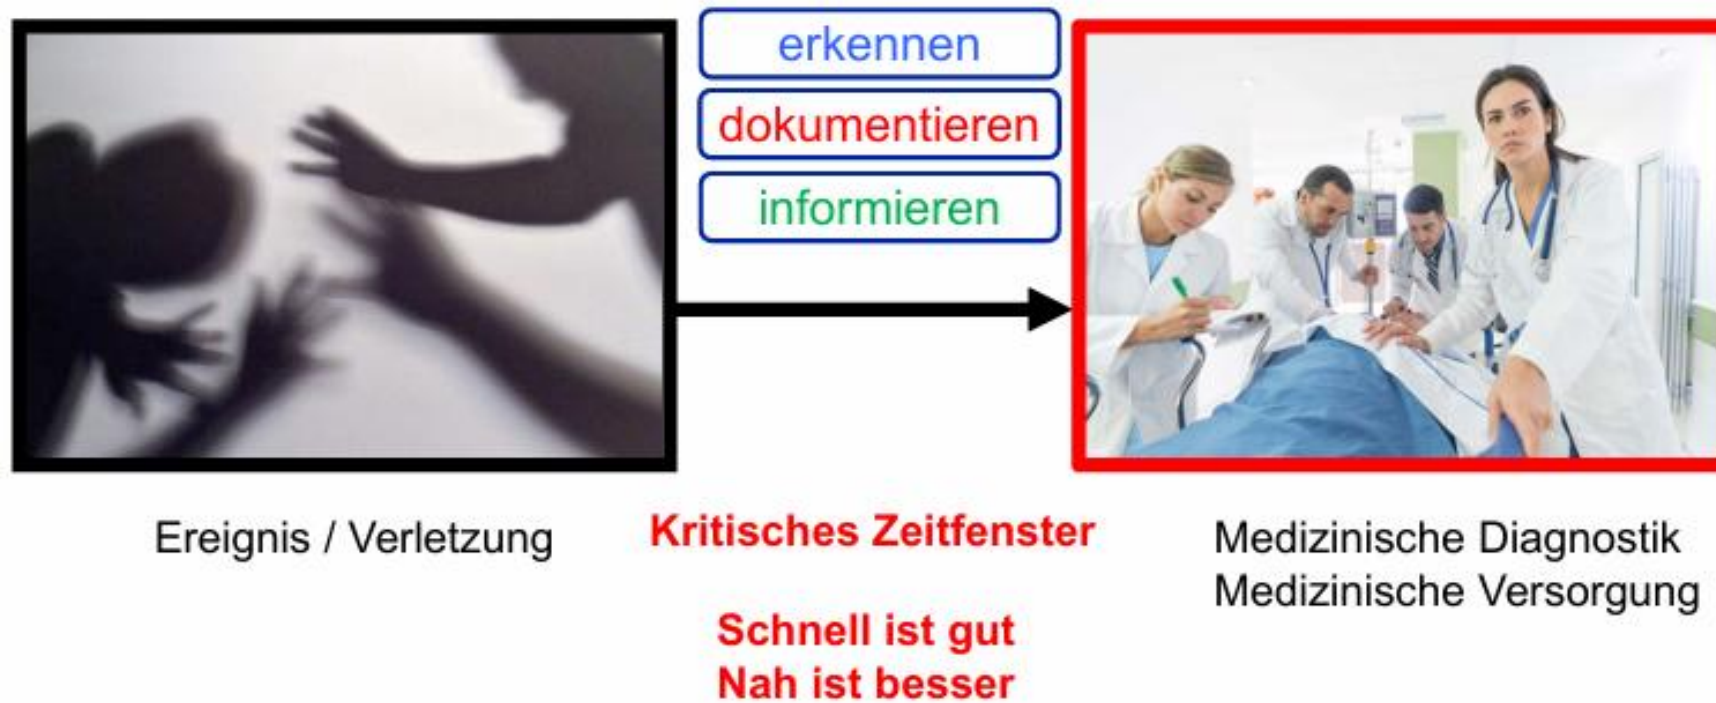 erkennen
dokumentieren
informieren
Ereignis / Verletzung
Kritisches Zeitfenster
Medizinische Diagnostik
Medizinische Versorgung
Schnell ist gut
Nah ist besser